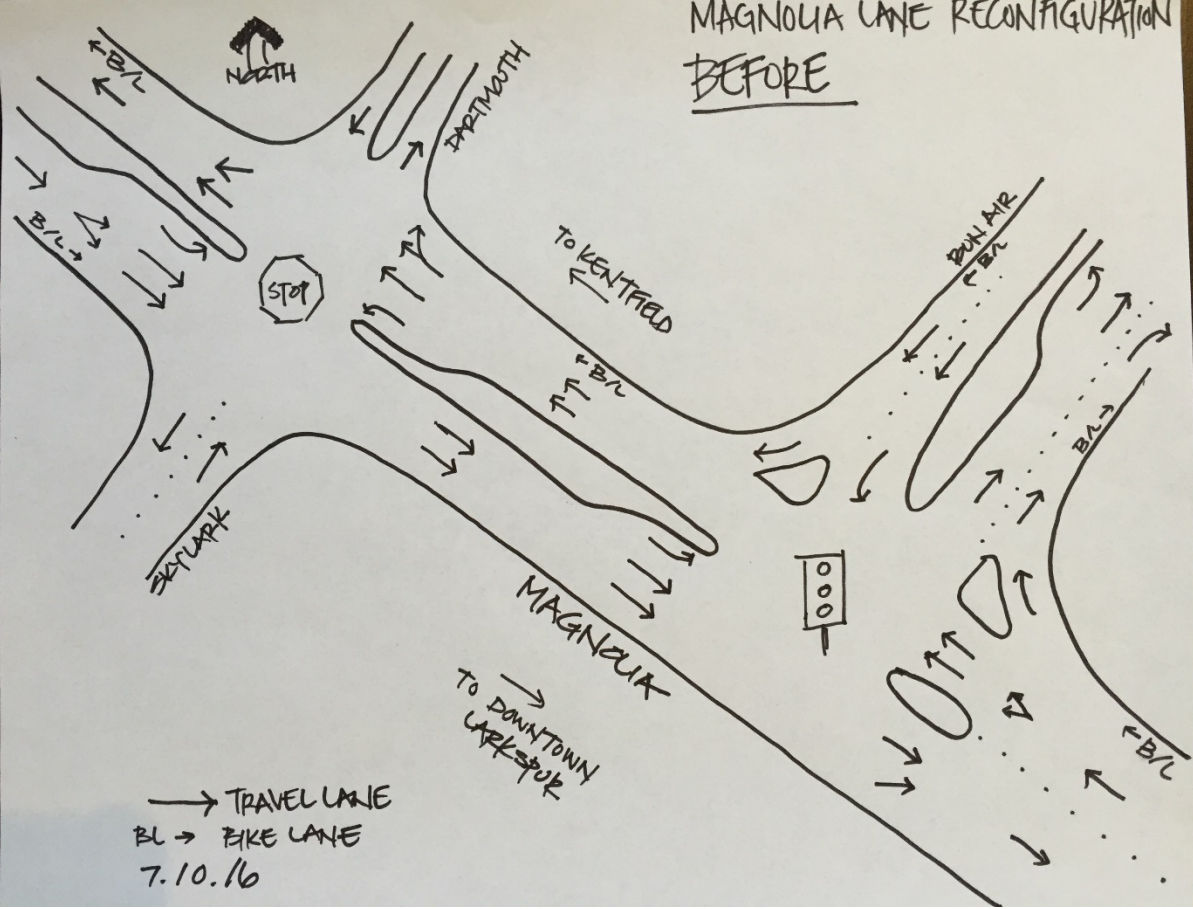 MAGNOLIA LANE RECONFIGURATION
BEFORE
NORTH
B/L
DARTMOUTH
B/L →
STOP
TO KENTFIELD
←
BON AIR
← B/L
← B/L
B/L →
SKYLARK
MAGNOLIA
TO →
DOWNTOWN
LARKSPUR
← B/L
→ TRAVEL LANE
BL → BIKE LANE
7.10.16